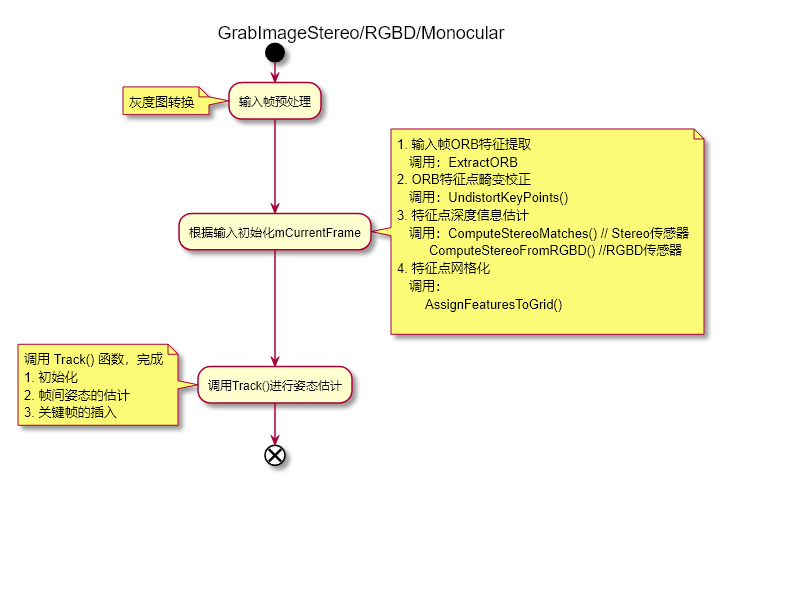 GrabImageStereo/RGBD/Monocular
灰度图转换
输入帧预处理
1. 输入帧ORB特征提取
调用：ExtractORB
2. ORB特征点畸变校正
调用：UndistortKeyPoints()
3. 特征点深度信息估计
调用：ComputeStereoMatches() // Stereo传感器
ComputeStereoFromRGBD() //RGBD传感器
4. 特征点网格化
调用：
AssignFeaturesToGrid()
根据输入初始化mCurrentFrame
调用 Track() 函数，完成
1. 初始化
2. 帧间姿态的估计
3. 关键帧的插入
调用Track()进行姿态估计